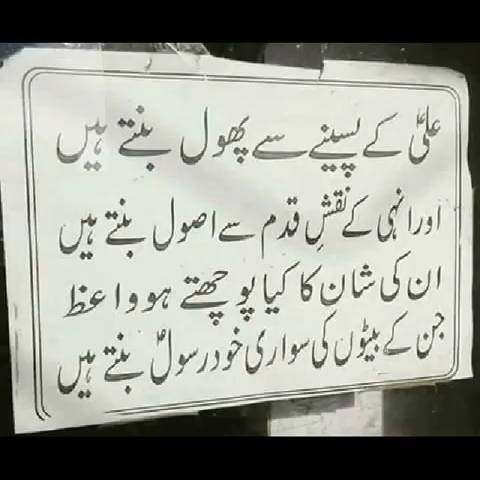 علیؑ کے پسینے سے پھول بنتے ہیں
اور انہی کے نقشِ قدم سے اصول بنتے ہیں
ان کی شان کا کیا پوچھتے ہو واعظ
جن کے بیٹوں کی سواری خود رسولؐ بنتے ہیں